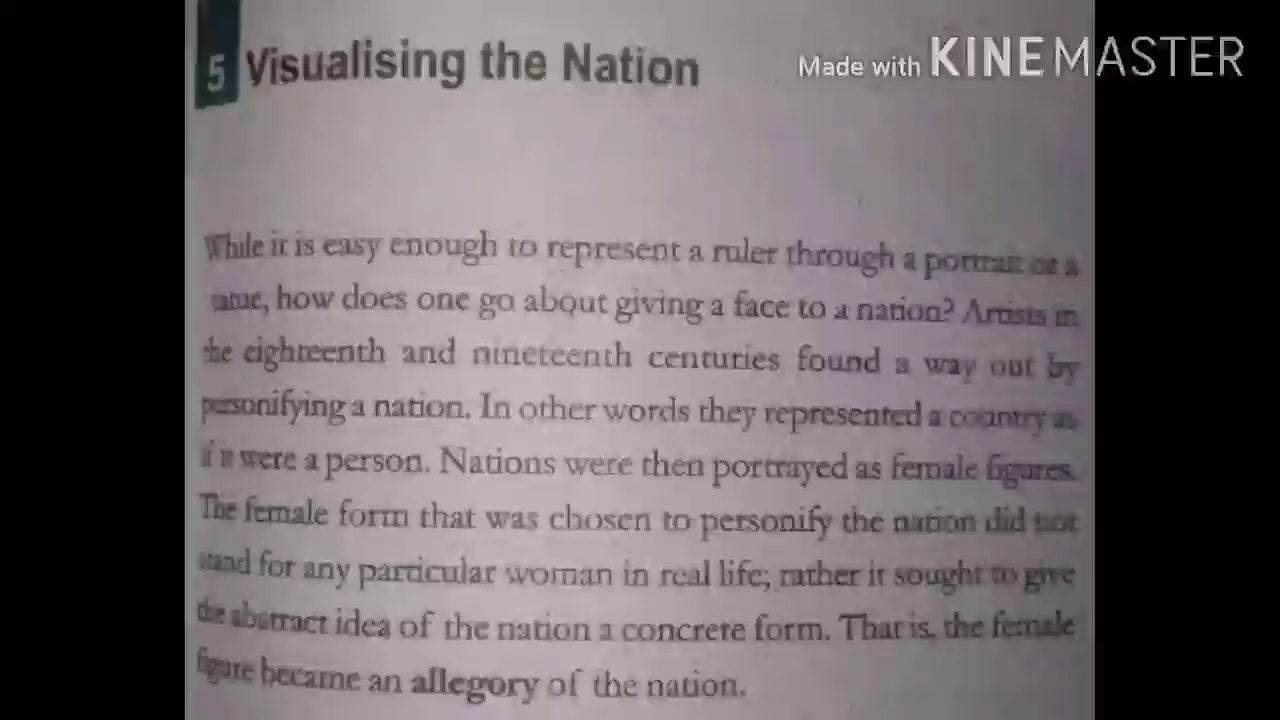 5 Visualising the Nation
Made with KINEMASTER
While it is easy enough to represent a ruler through a portrait or a
statue, how does one go about giving a face to a nation? Artists in
the eighteenth and nineteenth centuries found a way out by
personifying a nation. In other words they represented a country as
if it were a person. Nations were then portrayed as female figures.
The female form that was chosen to personify the nation did not
stand for any particular woman in real life; rather it sought to give
the abstract idea of the nation a concrete form. That is, the female
figure became an allegory of the nation.